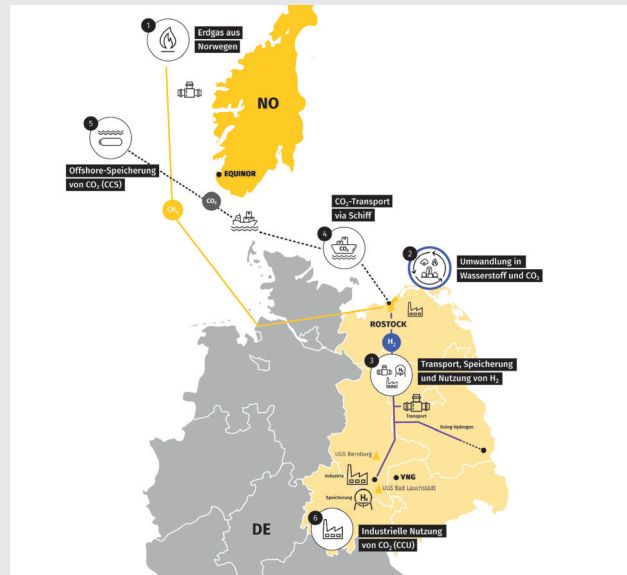 1
Erdgas aus
Norwegen
NO
5
Offshore-Speicherung
von CO₂ (CCS)
EQUINOR
CH₄
CO₂
CO₂-Transport
via Schiff
4
CO₂
2
Umwandlung in
Wasserstoff und CO₂
ROSTOCK
H₂
3
H₂
Transport, Speicherung
und Nutzung von H₂
Transport
Doing Hydrogen
UGS Bernburg
Industrie
VNG
UGS Bad Lauchstädt
Speicherung
H₂
6
Industrielle Nutzung
von CO₂ (CCU)
DE